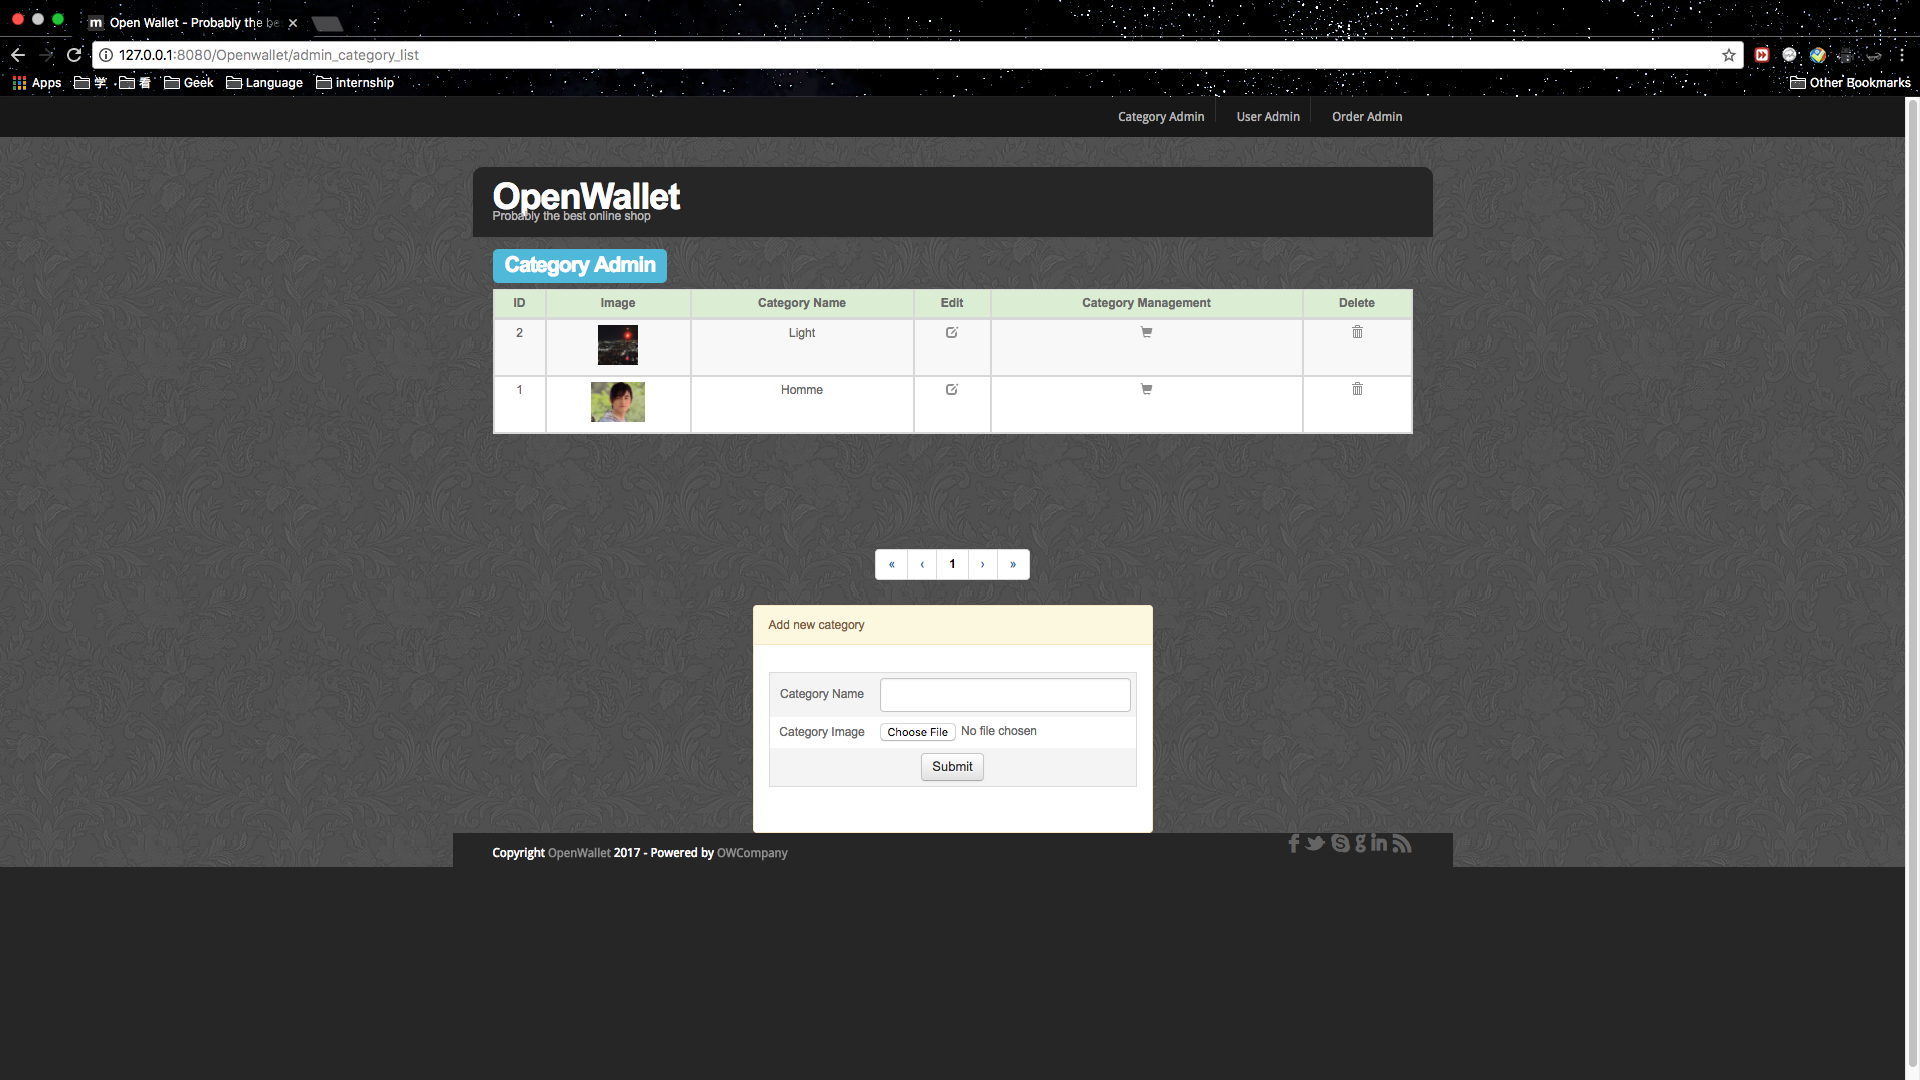 m Open Wallet - Probably the be
127.0.0.1:8080/Openwallet/admin_category_list
Apps 学 看 Geek Language internship Other Bookmarks
Category Admin User Admin Order Admin
OpenWallet
Probably the best online shop
Category Admin
ID Image Category Name Edit Category Management Delete
2 Light
1 Homme
« ‹ 1 › »
Add new category
Category Name
Category Image Choose File No file chosen
Submit
Copyright OpenWallet 2017 - Powered by OWCompany